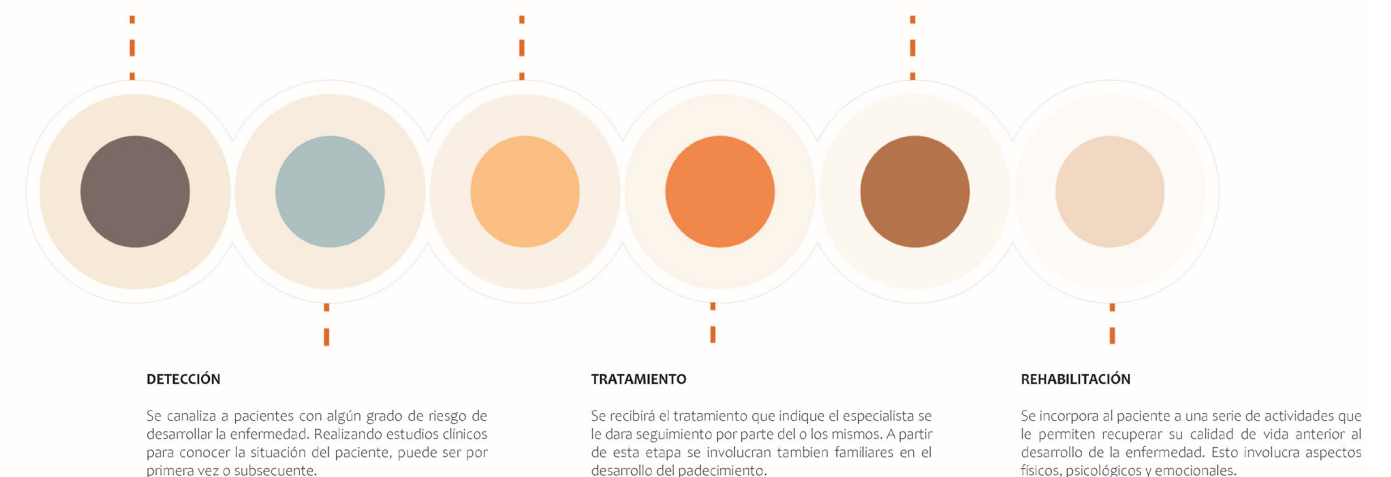 DETECCIÓN
Se canaliza a pacientes con algún grado de riesgo de
desarrollar la enfermedad. Realizando estudios clínicos
para conocer la situación del paciente, puede ser por
primera vez o subsecuente.
TRATAMIENTO
Se recibirá el tratamiento que indique el especialista se
le dara seguimiento por parte del o los mismos. A partir
de esta etapa se involucran tambien familiares en el
desarrollo del padecimiento.
REHABILITACIÓN
Se incorpora al paciente a una serie de actividades que
le permiten recuperar su calidad de vida anterior al
desarrollo de la enfermedad. Esto involucra aspectos
físicos, psicológicos y emocionales.